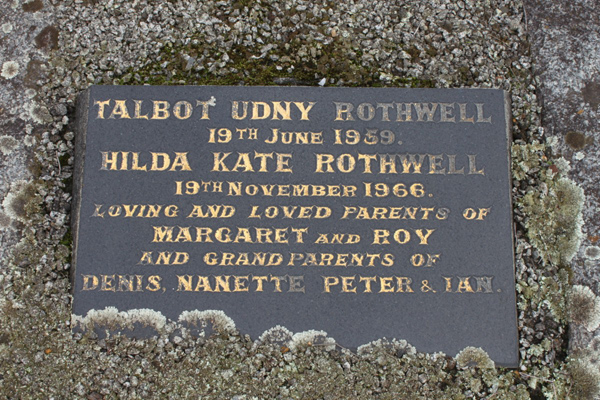 TALBOT UDNY ROTHWELL
19TH JUNE 1959.
HILDA KATE ROTHWELL
19TH NOVEMBER 1966.
LOVING AND LOVED PARENTS OF
MARGARET AND ROY
AND GRANDPARENTS OF
DENIS, NANETTE PETER & IAN.